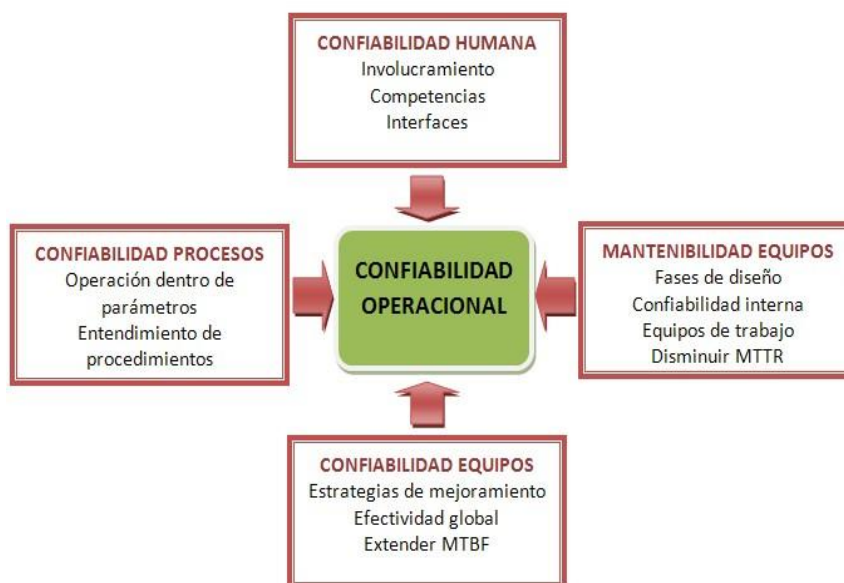 CONFIABILIDAD HUMANA
Involucramiento
Competencias
Interfaces
CONFIABILIDAD PROCESOS
Operación dentro de
parámetros
Entendimiento de
procedimientos
CONFIABILIDAD
OPERACIONAL
MANTENIBILIDAD EQUIPOS
Fases de diseño
Confiabilidad interna
Equipos de trabajo
Disminuir MTTR
CONFIABILIDAD EQUIPOS
Estrategias de mejoramiento
Efectividad global
Extender MTBF